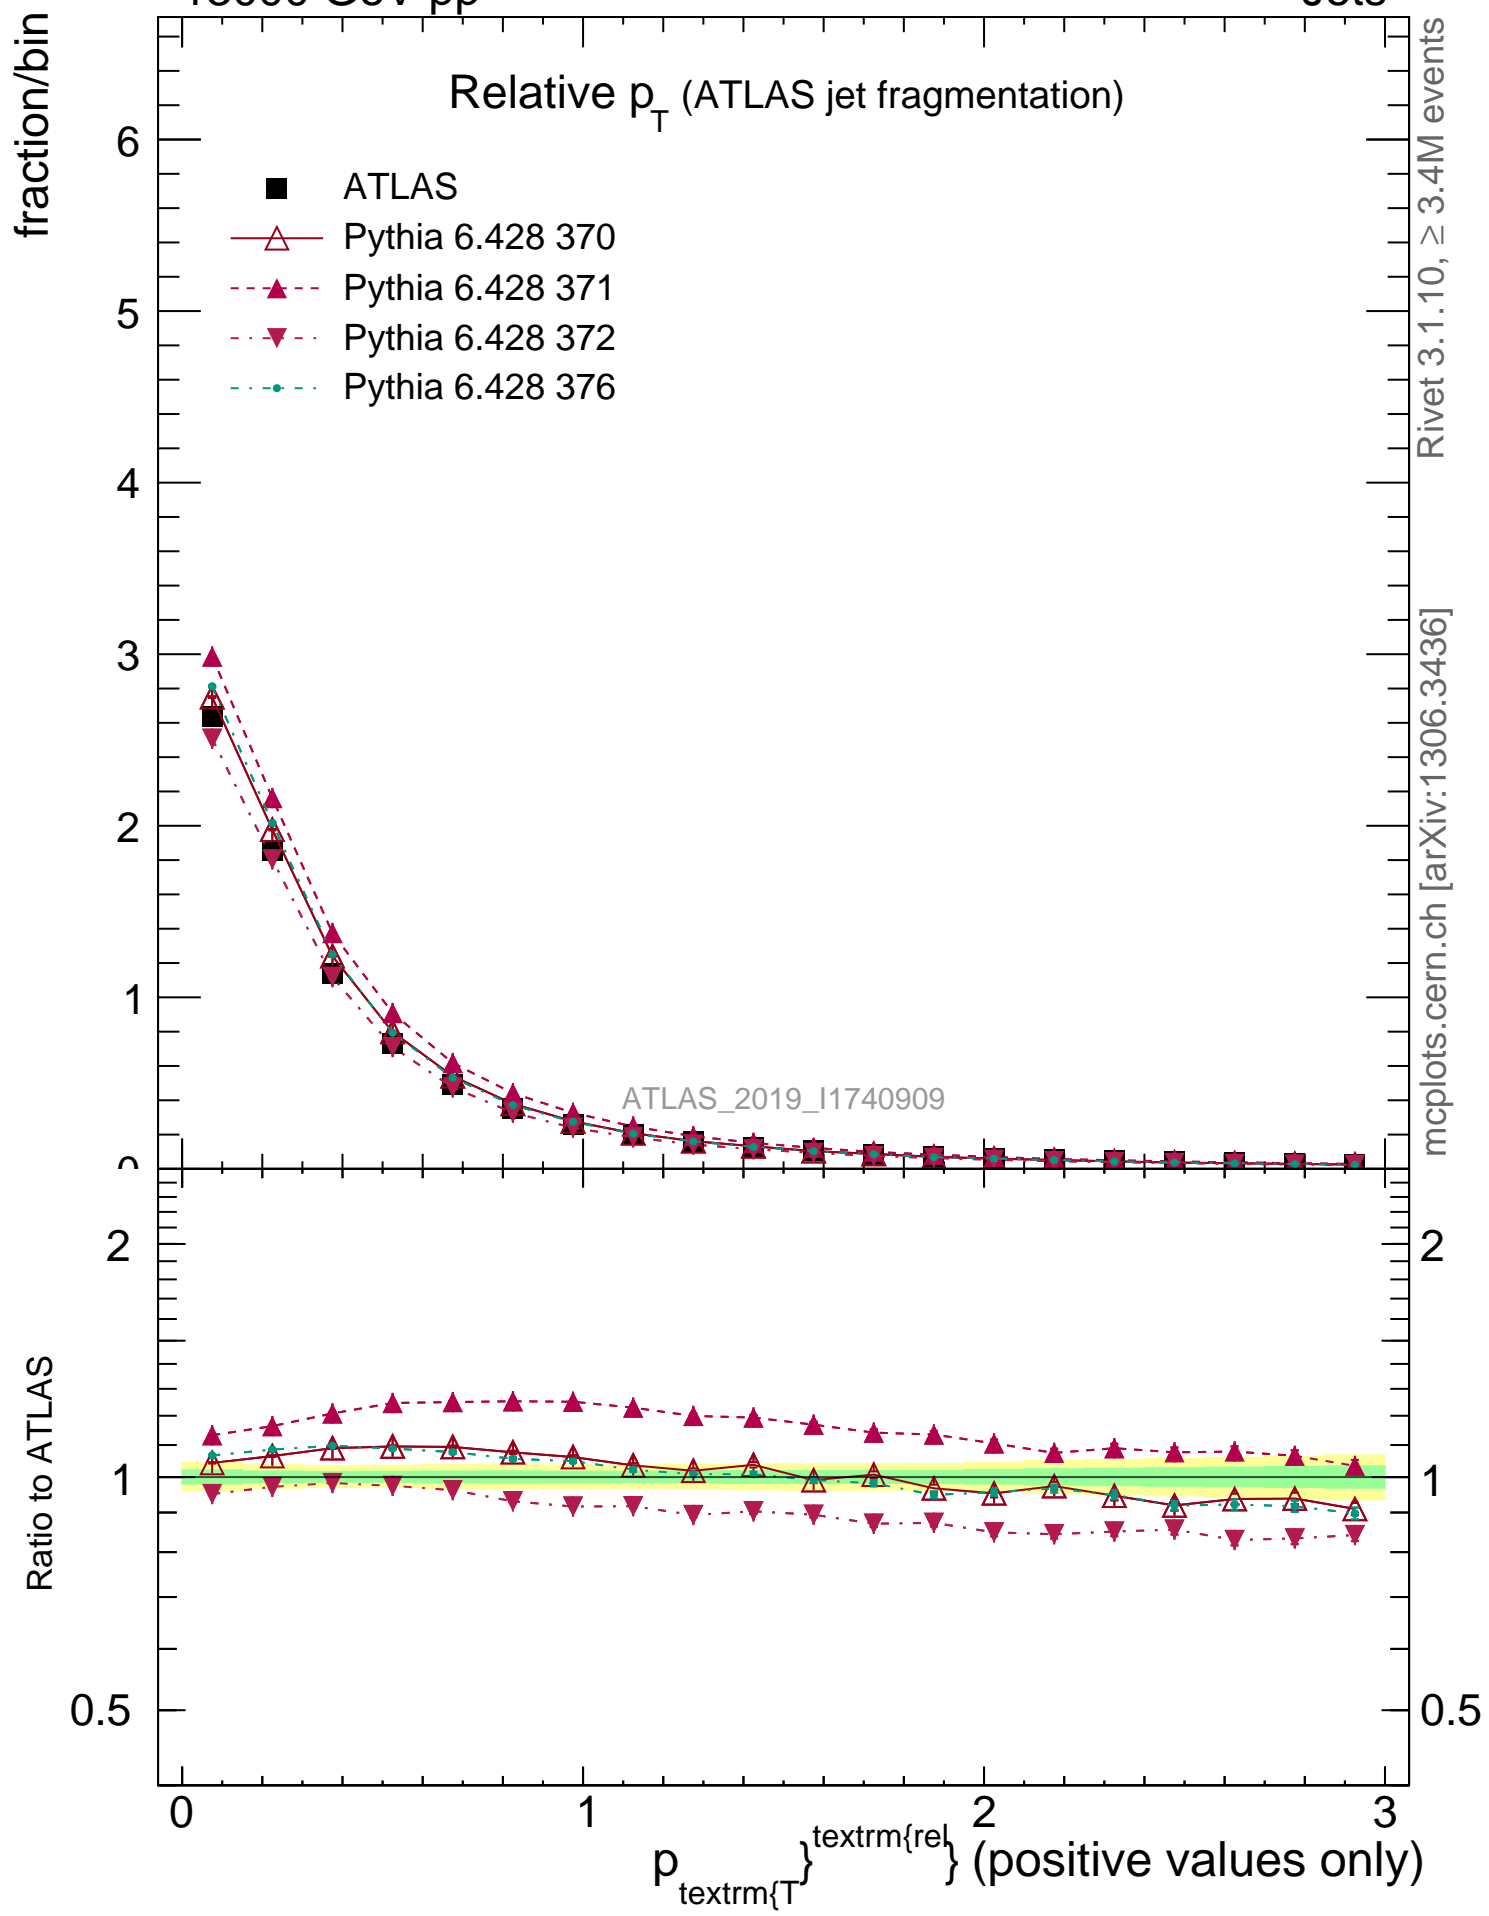 fraction/bin
Relative p_T (ATLAS jet fragmentation)
ATLAS
Pythia 6.428 370
Pythia 6.428 371
Pythia 6.428 372
Pythia 6.428 376
6
5
4
3
2
1
ATLAS_2019_I1740909
Rivet 3.1.10, ≥ 3.4M events
mcplots.cern.ch [arXiv:1306.3436]
Ratio to ATLAS
2
1
0.5
2
1
0.5
0
1
2
3
p_textrm{T}^textrm{rel} (positive values only)